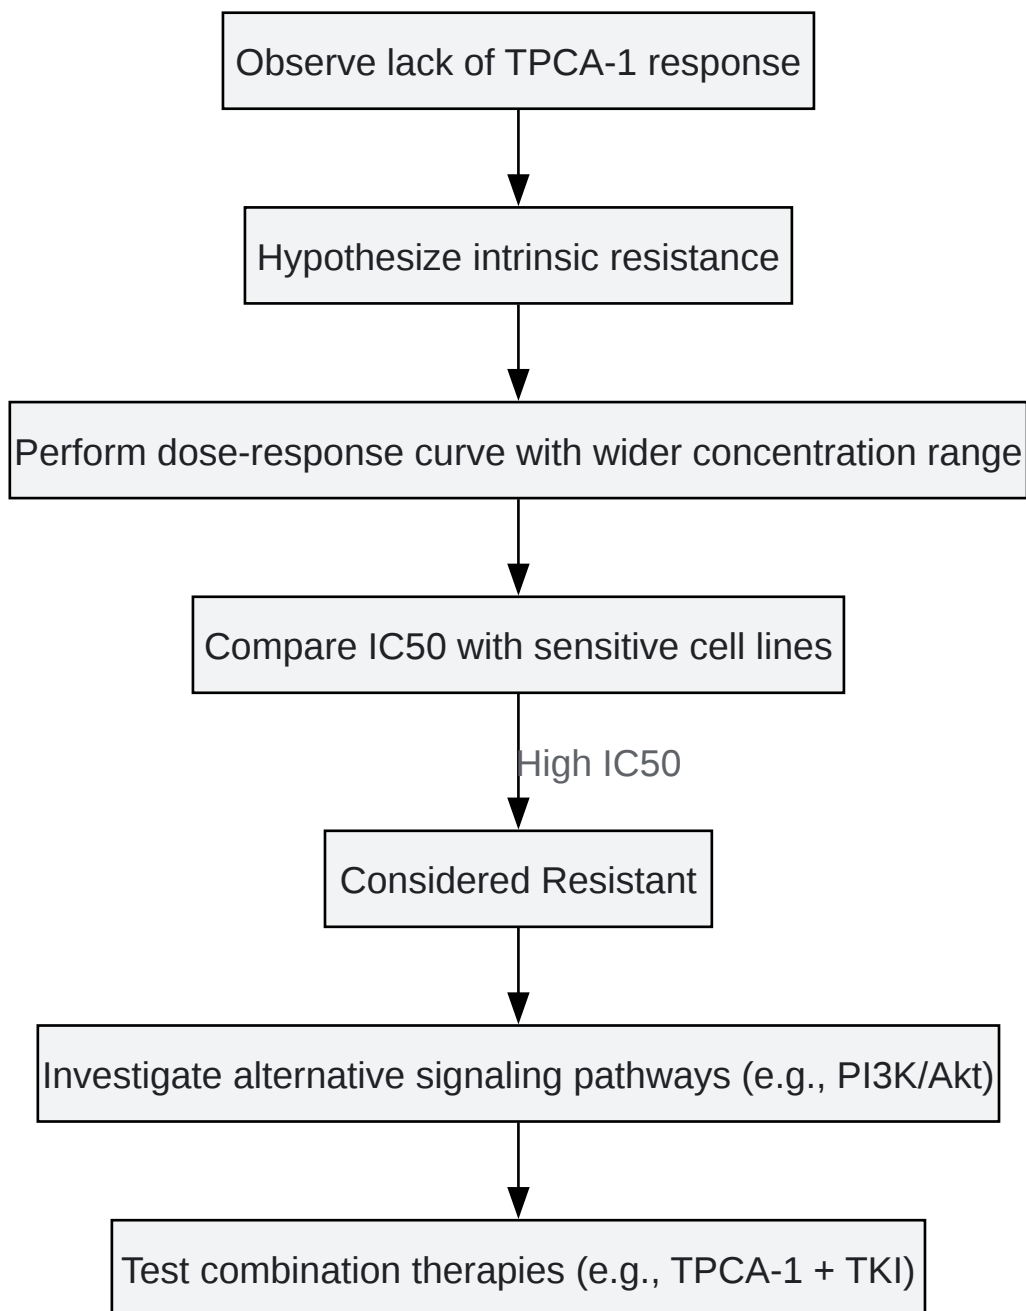 Observe lack of TPCA-1 response
Hypothesize intrinsic resistance
Perform dose-response curve with wider concentration range
Compare IC50 with sensitive cell lines
High IC50
Considered Resistant
Investigate alternative signaling pathways (e.g., PI3K/Akt)
Test combination therapies (e.g., TPCA-1 + TKI)